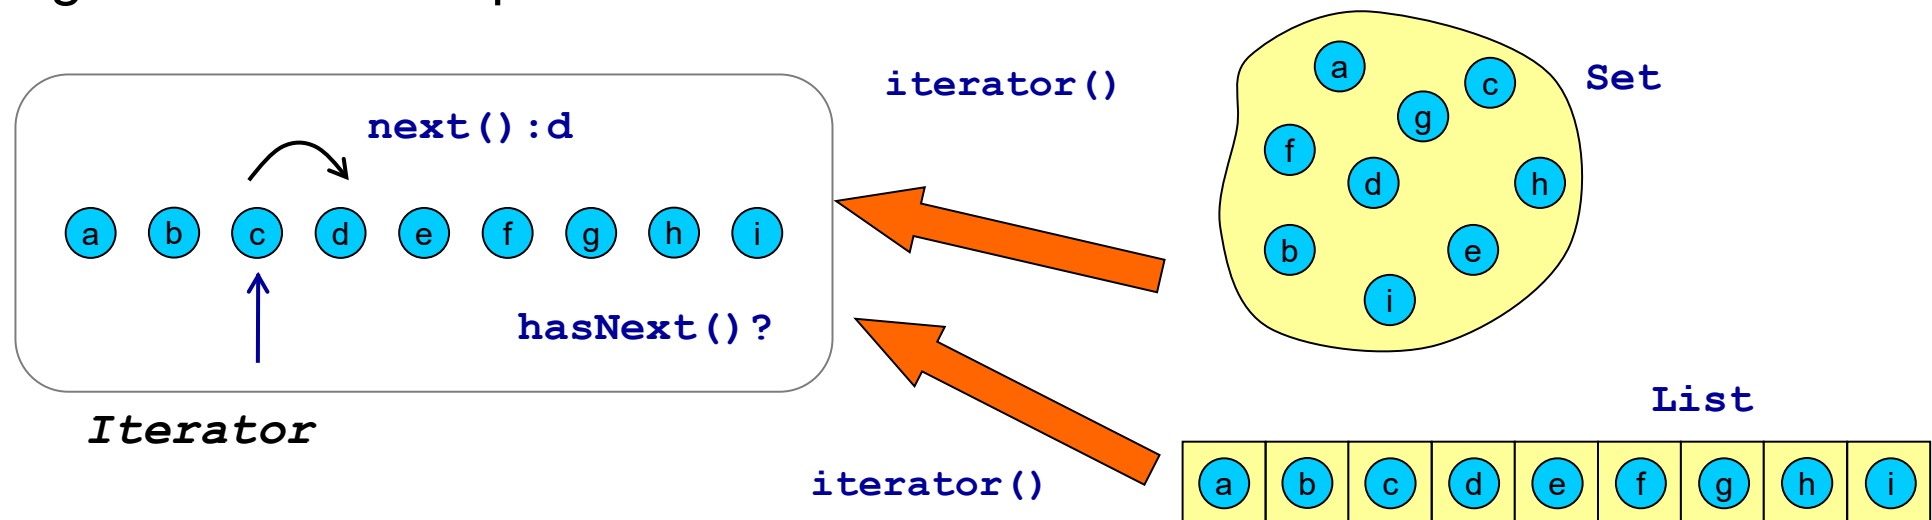 iterator()
Set
next():d
a b c d e f g h i
hasNext()?
Iterator
a
c
g
f
d
h
b
e
i
List
iterator()
a b c d e f g h i